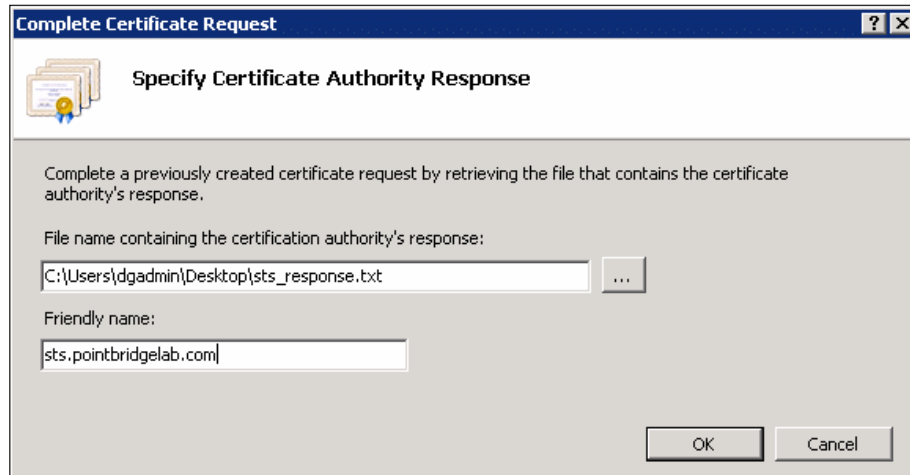 Complete Certificate Request
Specify Certificate Authority Response
Complete a previously created certificate request by retrieving the file that contains the certificate
authority's response.
File name containing the certification authority's response:
C:\Users\dgadmin\Desktop\sts_response.txt
...
Friendly name:
sts.pointbridgelab.com
OK
Cancel